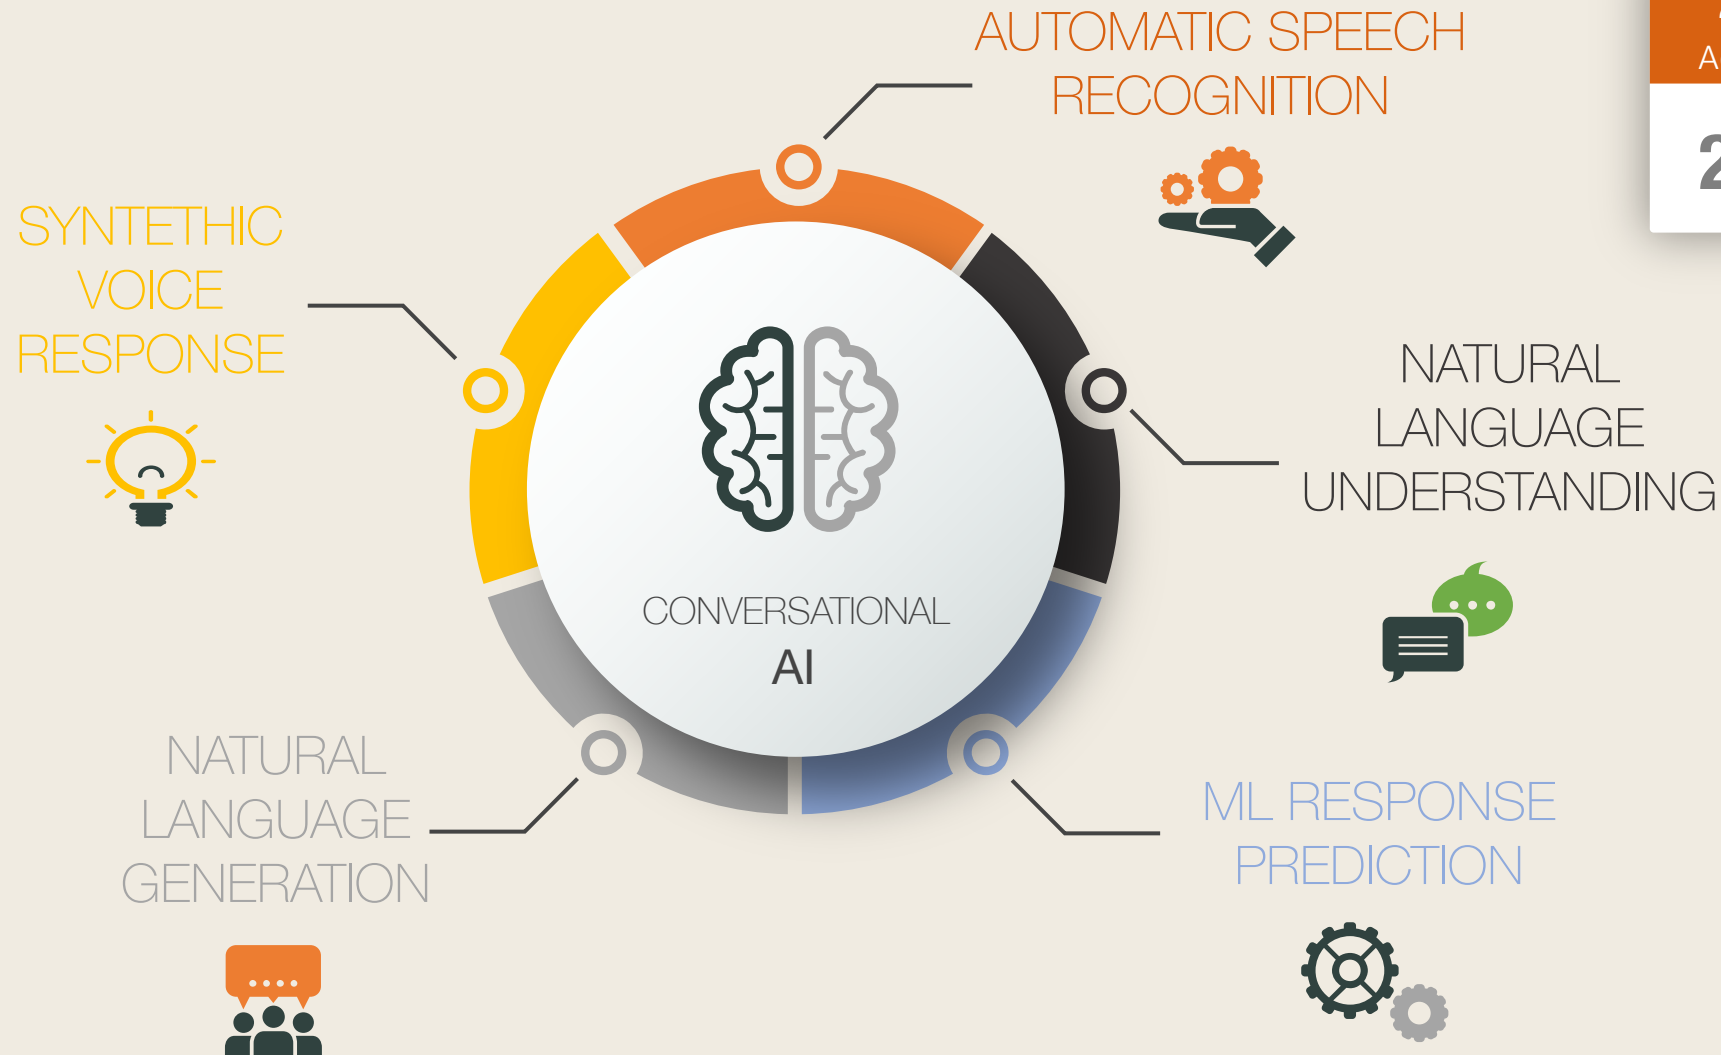 AUTOMATIC SPEECH
RECOGNITION
SYNTETHIC
VOICE
RESPONSE
NATURAL
LANGUAGE
UNDERSTANDING
CONVERSATIONAL
AI
NATURAL
LANGUAGE
GENERATION
ML RESPONSE
PREDICTION